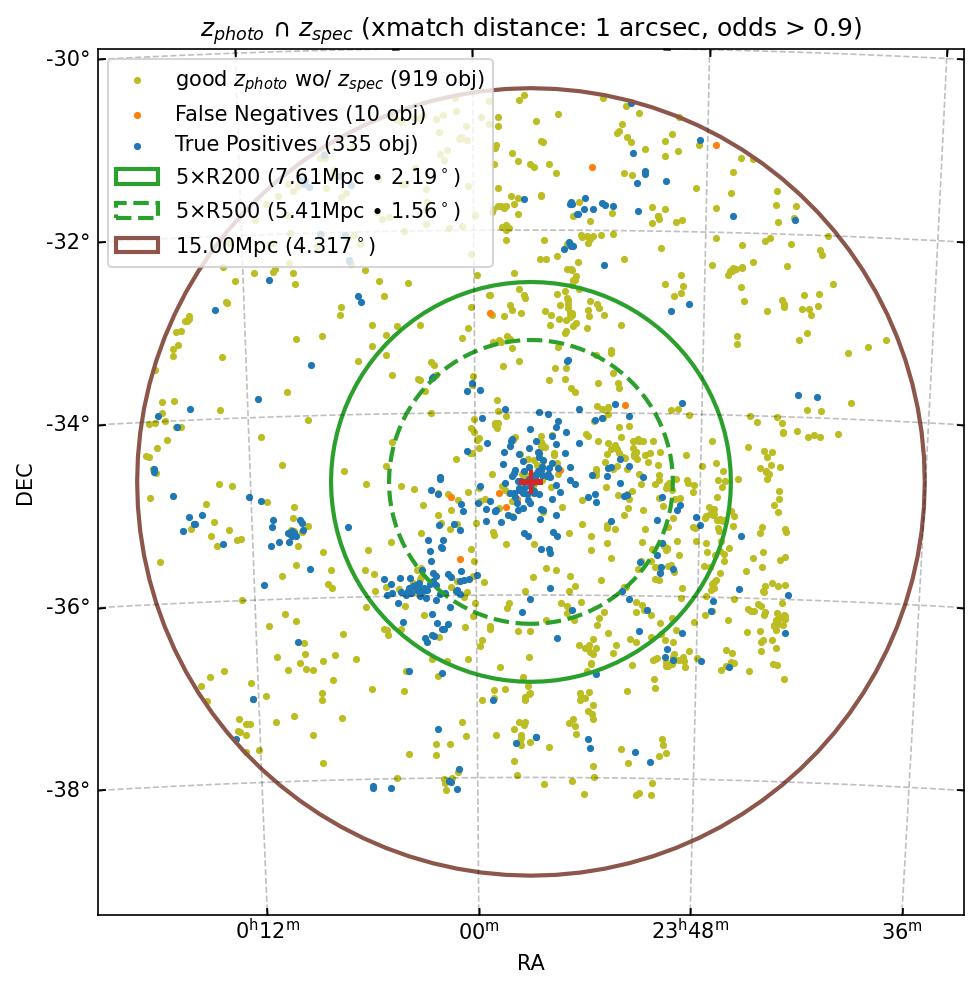 z_photo ∩ z_spec (xmatch distance: 1 arcsec, odds > 0.9)
good z_photo wo/ z_spec (919 obj)
False Negatives (10 obj)
True Positives (335 obj)
5×R200 (7.61Mpc • 2.19°)
5×R500 (5.41Mpc • 1.56°)
15.00Mpc (4.317°)
-30°
-32°
-34°
-36°
-38°
DEC
0ʰ12ᵐ 00ᵐ 23ʰ48ᵐ 36ᵐ
RA